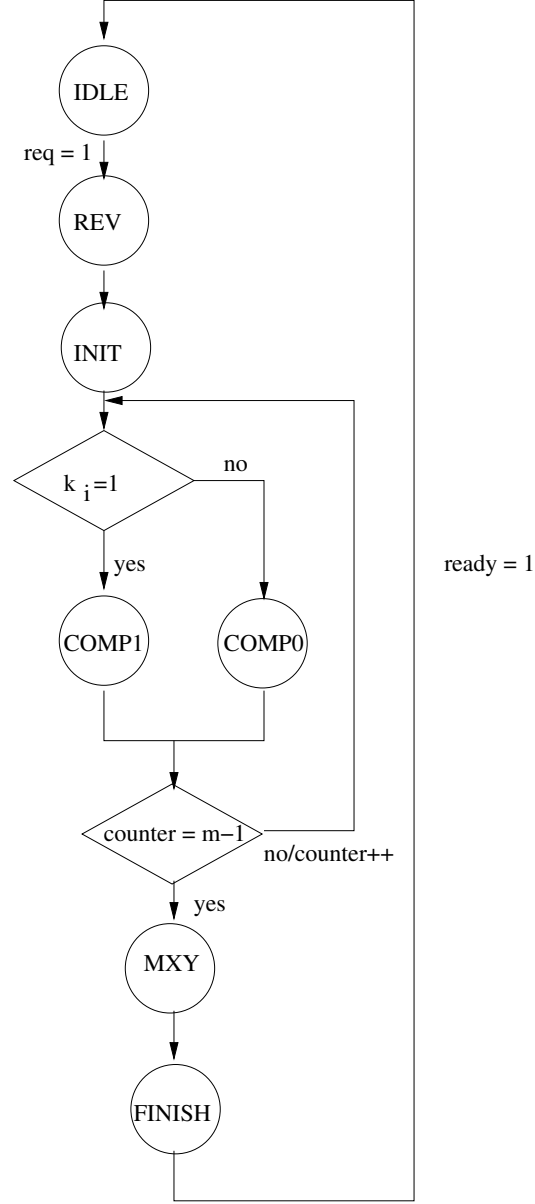 IDLE
req = 1
REV
INIT
no
k i =1
ready = 1
yes
COMP1
COMP0
counter = m−1
no/counter++
yes
MXY
FINISH